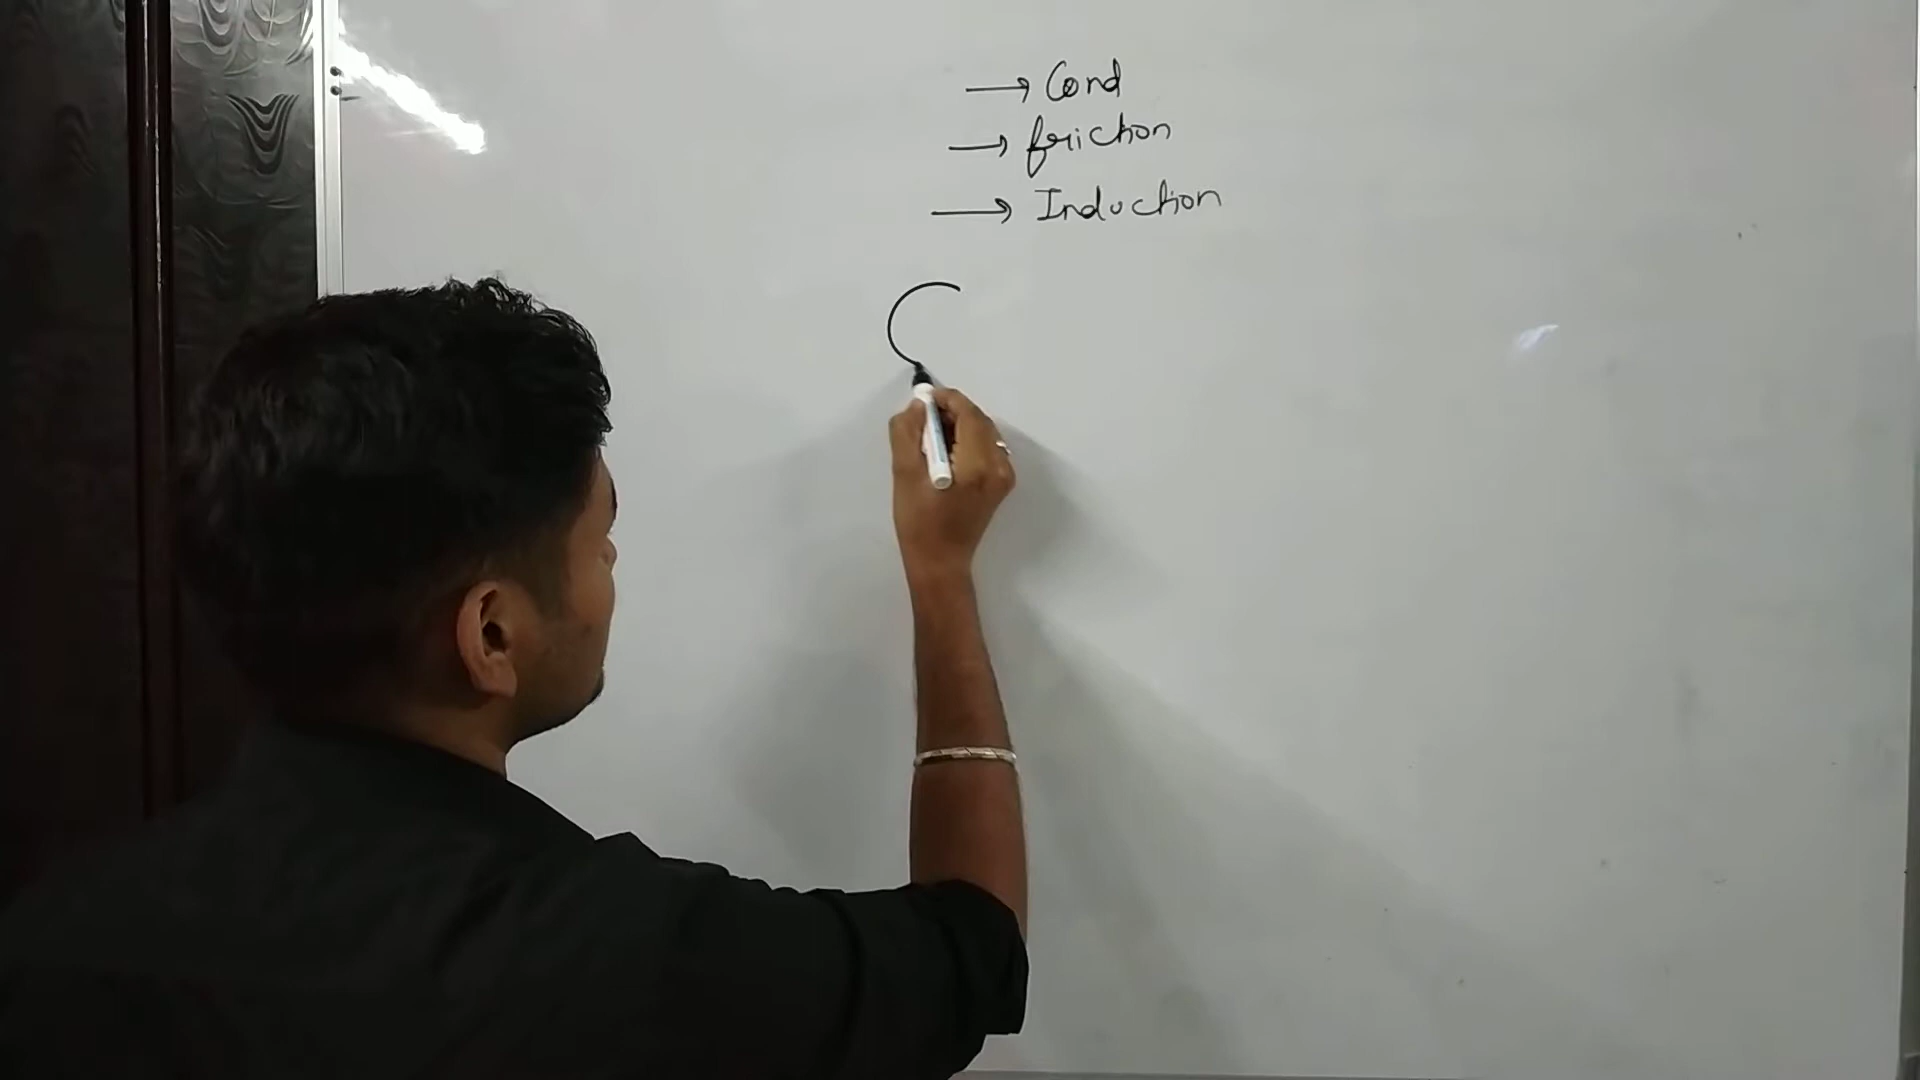 → Cond
→ friction
→ Induction